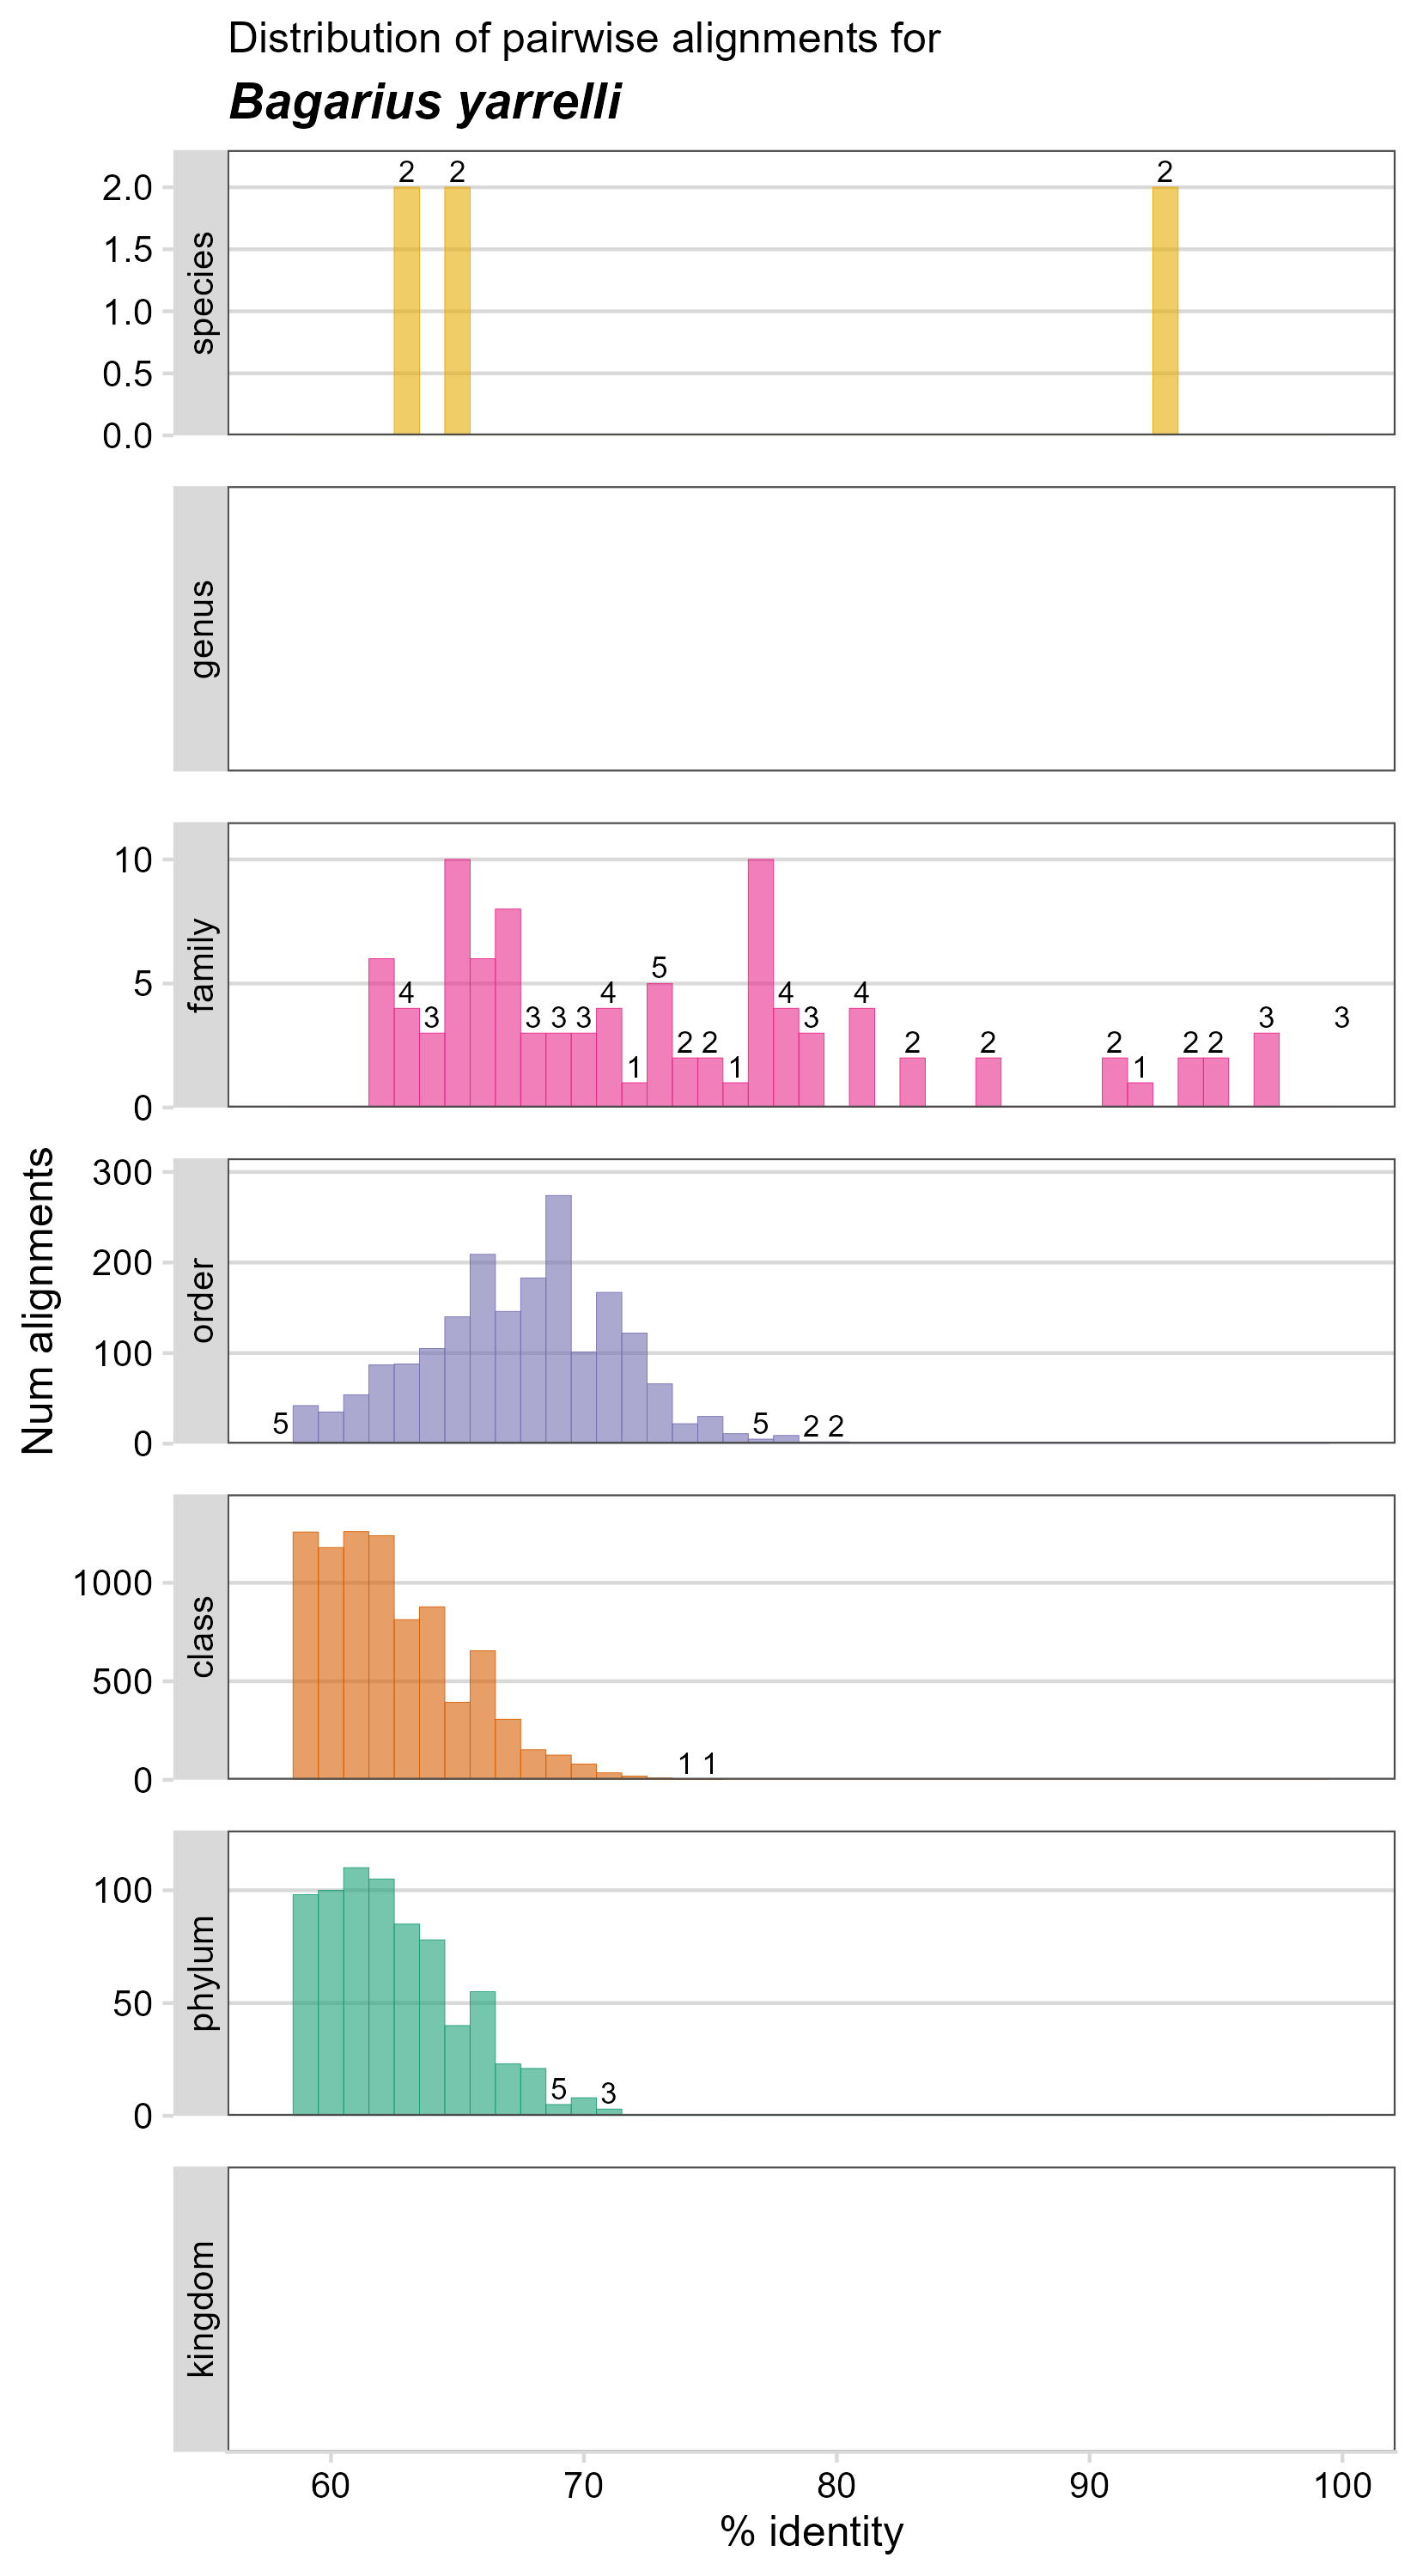 Distribution of pairwise alignments for
Bagarius yarrelli
2 2 2
2.0
1.5
1.0
0.5
0.0
species
genus
10
5
0
family
4 3 3 3 3 4 1 5 2 2 1 4 3 4 2 2 2 1 2 2 3 3
Num alignments
300
200
100
0
order
5 5 2 2
1000
500
0
class
1 1
100
50
0
phylum
5 3
kingdom
60 70 80 90 100
% identity